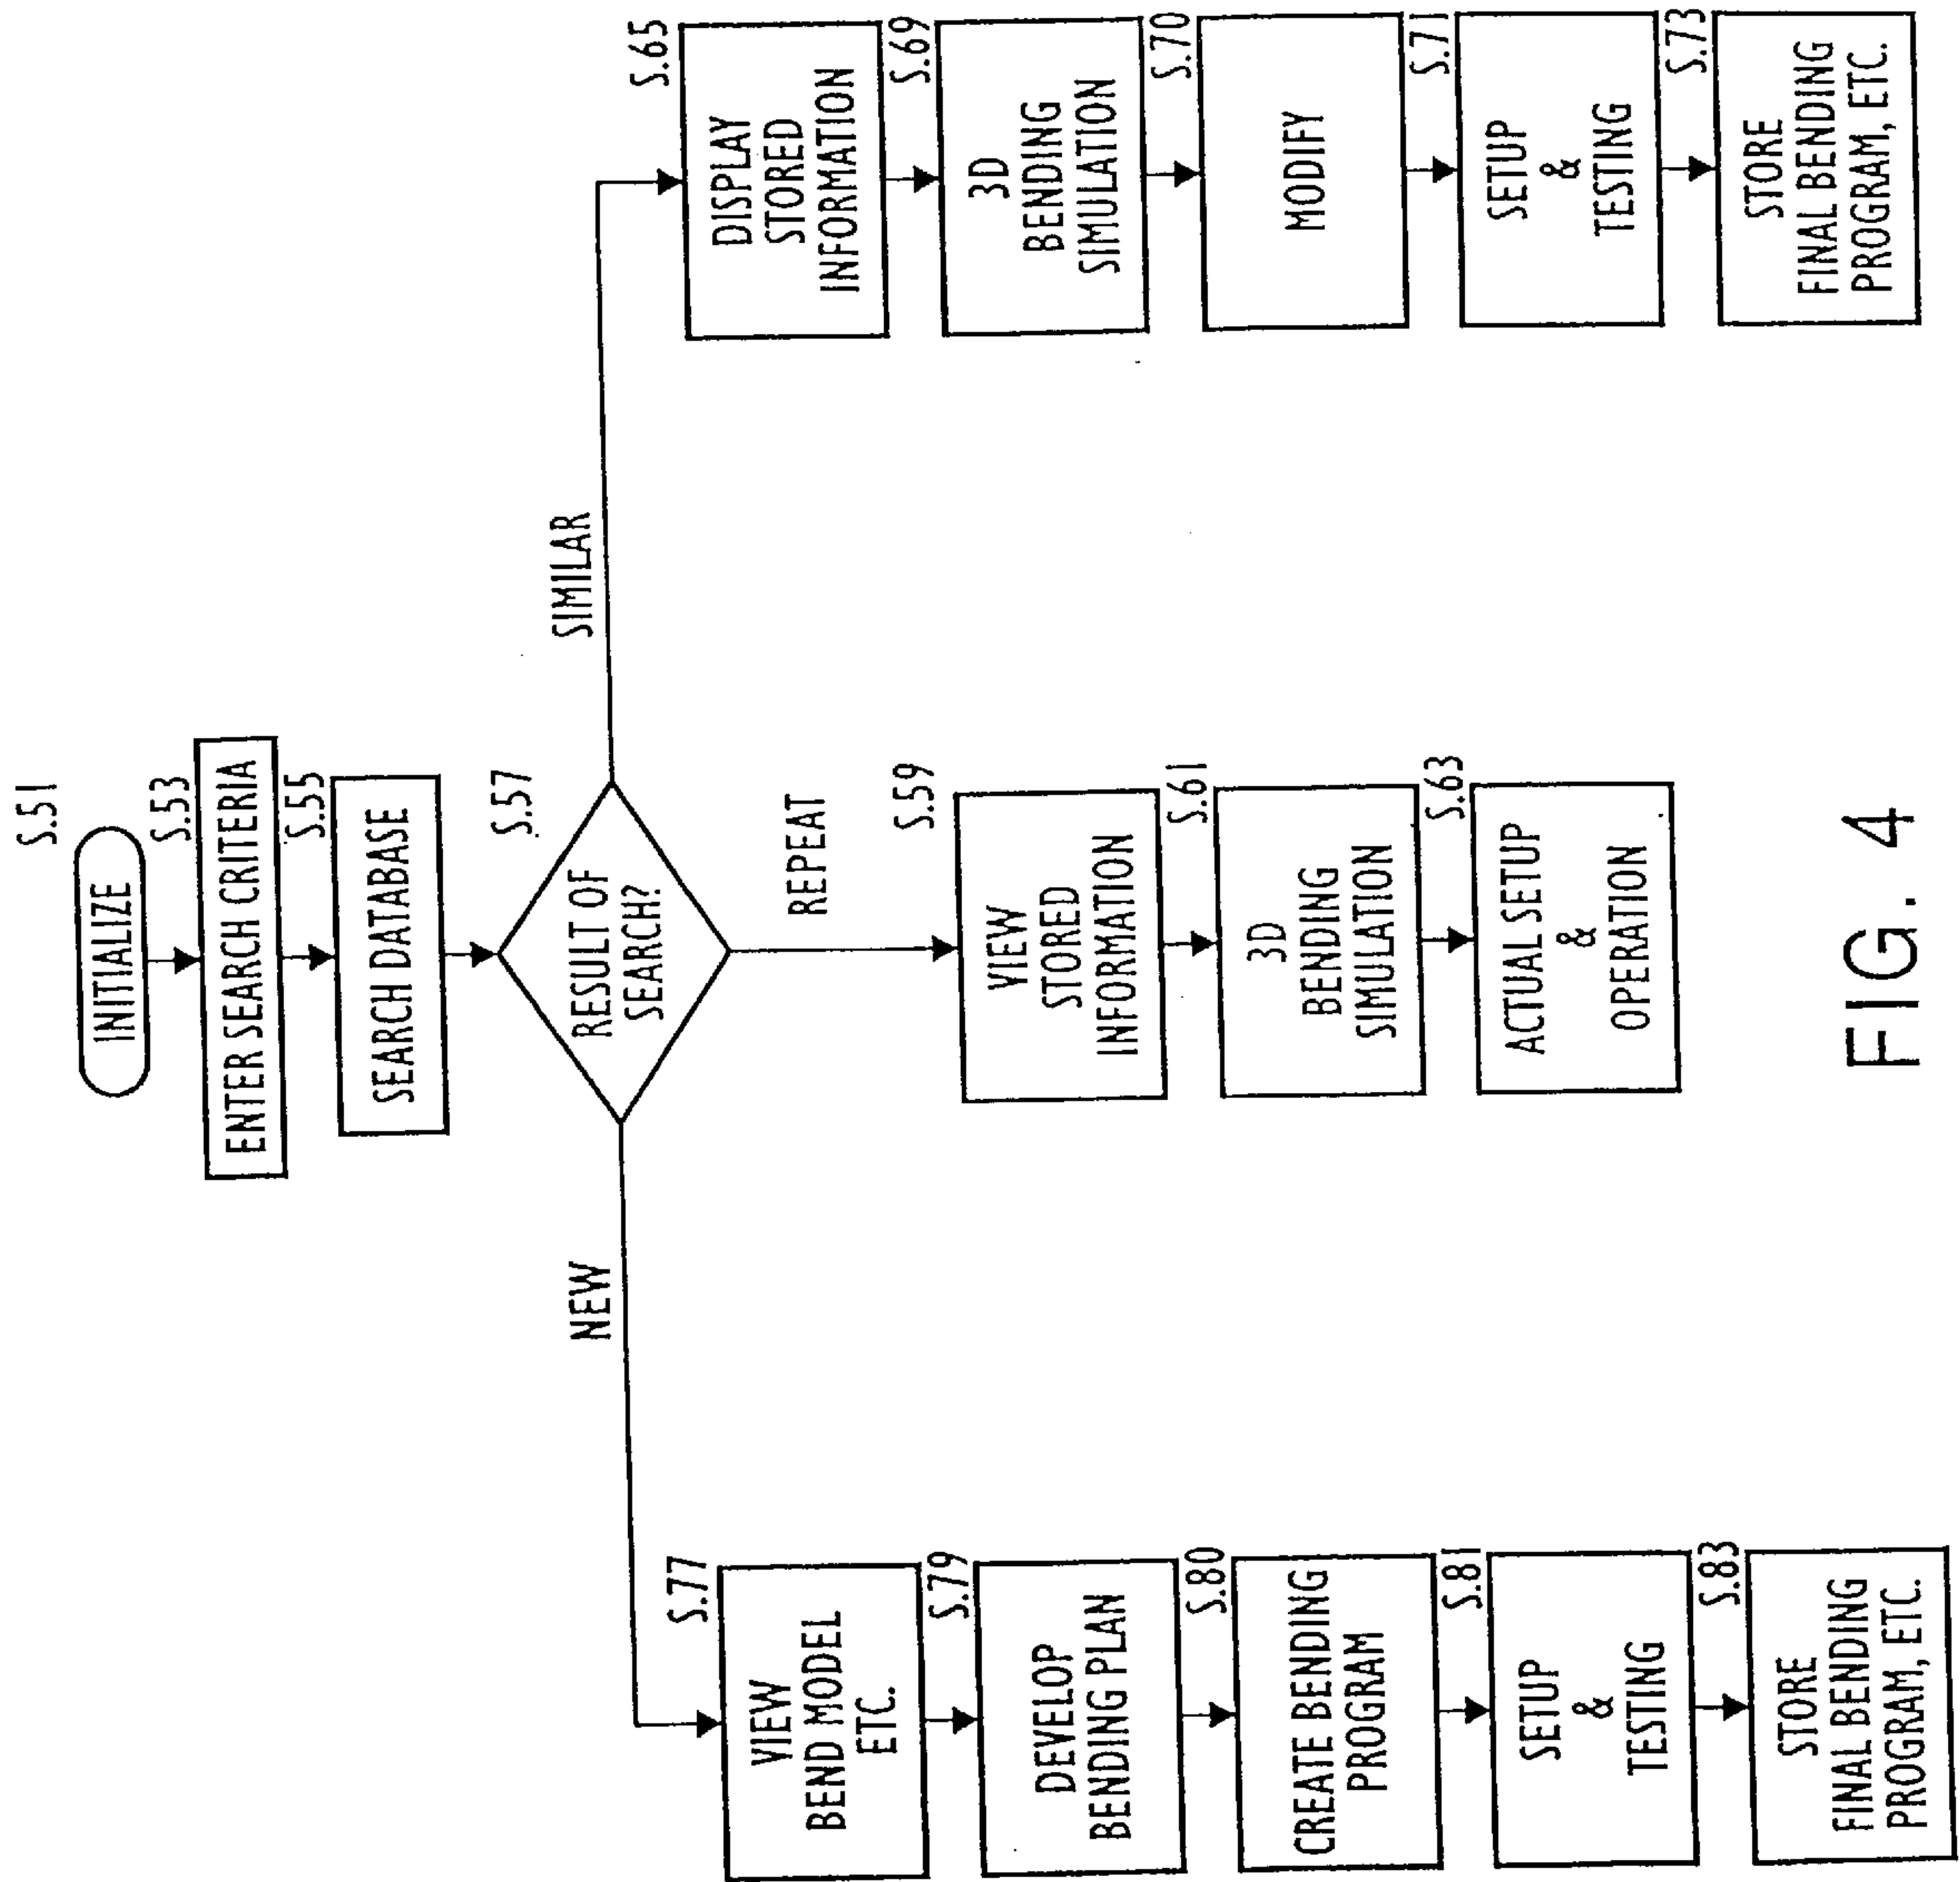 S.51
INITIALIZE
S.53
ENTER SEARCH CRITERIA
S.55
SEARCH DATABASE
S.57
RESULT OF
SEARCH?
NEW
REPEAT
SIMILAR
S.77
VIEW
BEND MODEL
ETC.
S.79
DEVELOP
BENDING PLAN
S.80
CREATE BENDING
PROGRAM
S.81
SETUP
&
TESTING
S.83
STORE
FINAL BENDING
PROGRAM, ETC.
S.59
VIEW
STORED
INFORMATION
S.61
3D
BENDING
SIMULATION
S.63
ACTUAL SETUP
&
OPERATION
S.65
DISPLAY
STORED
INFORMATION
S.69
3D
BENDING
SIMULATION
S.70
MODIFY
S.71
SETUP
&
TESTING
S.73
STORE
FINAL BENDING
PROGRAM, ETC.
FIG. 4